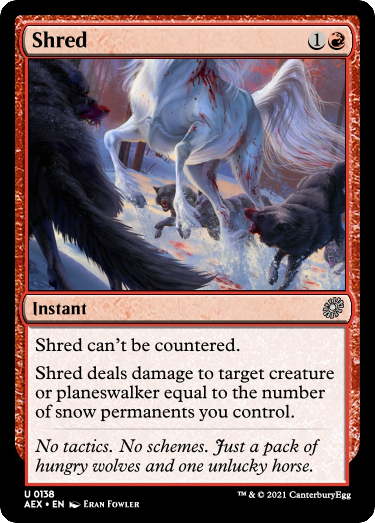 Shred 1
Instant
Shred can't be countered.
Shred deals damage to target creature
or planeswalker equal to the number
of snow permanents you control.
No tactics. No schemes. Just a pack of
hungry wolves and one unlucky horse.
U 0138
AEX • EN Eran Fowler ™ & © 2021 CanterburyEgg